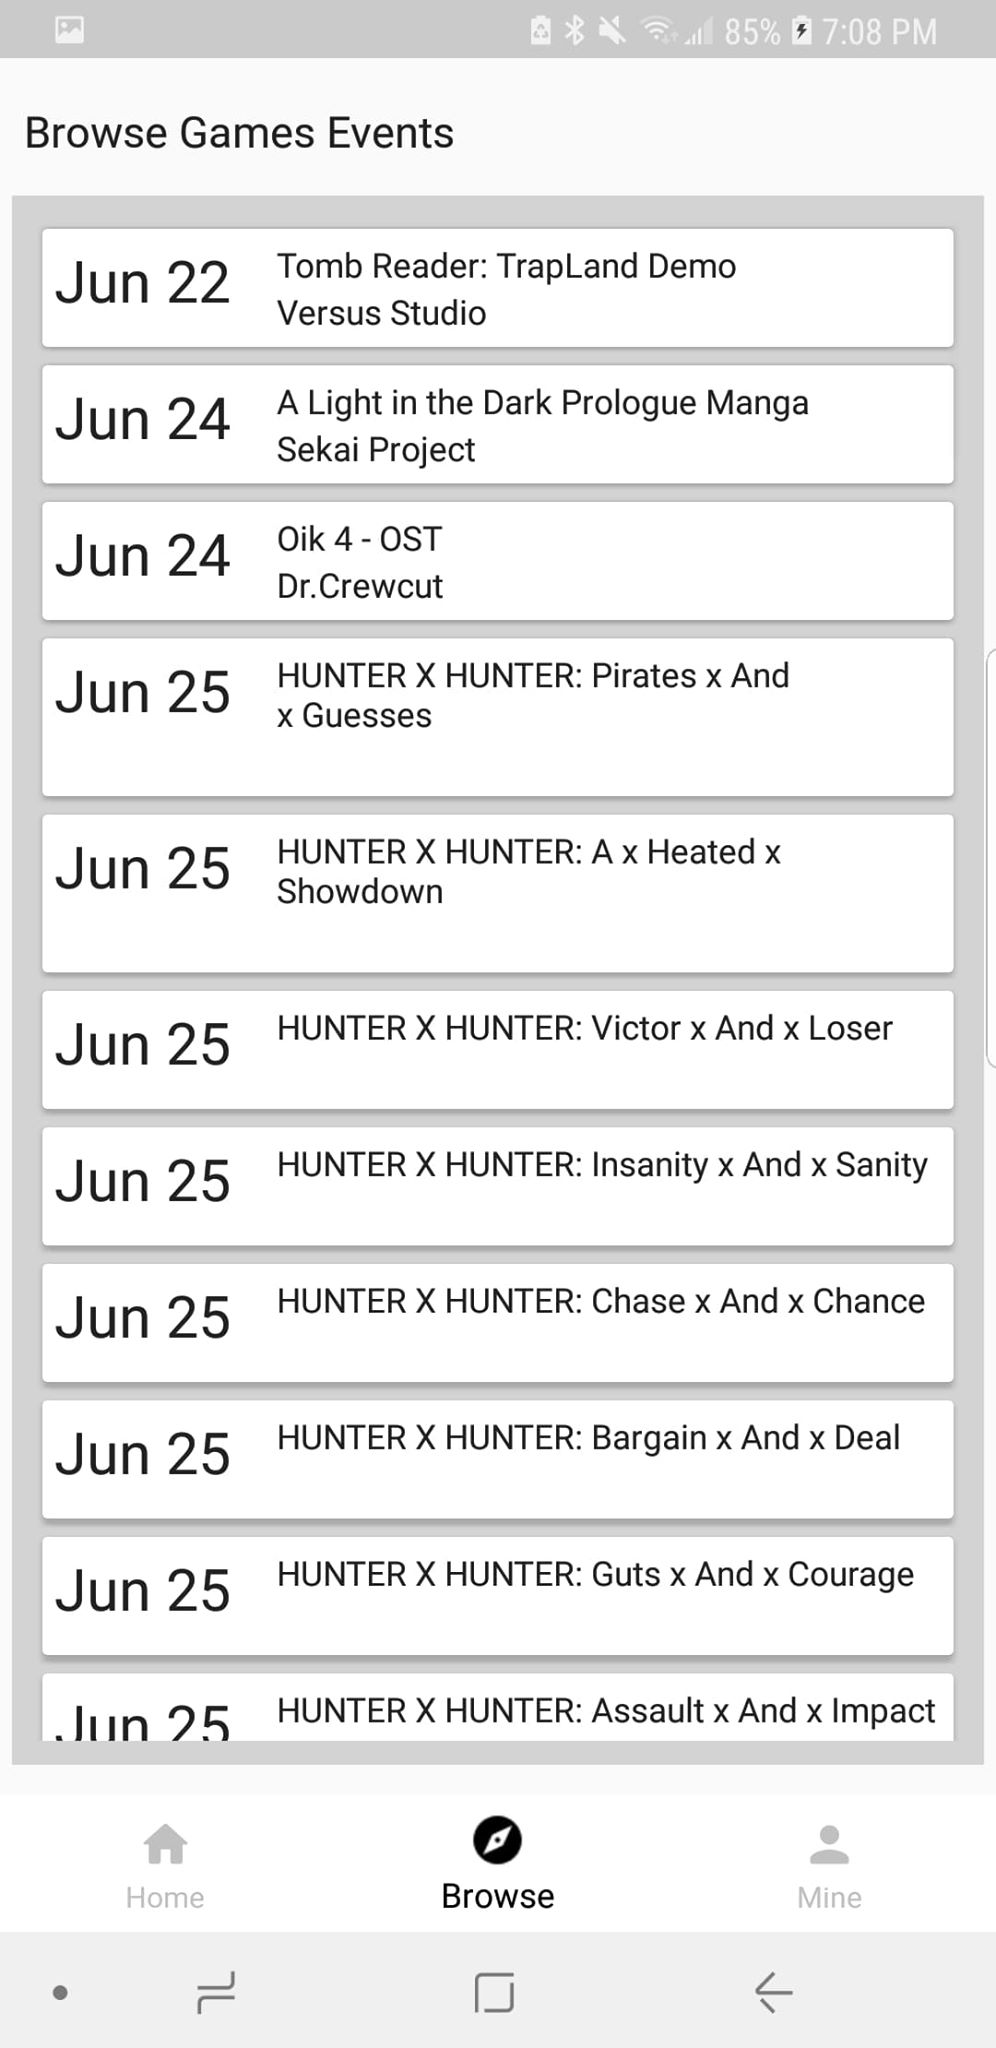 85% 7:08 PM
Browse Games Events
Jun 22
Tomb Reader: TrapLand Demo
Versus Studio
Jun 24
A Light in the Dark Prologue Manga
Sekai Project
Jun 24
Oik 4 - OST
Dr.Crewcut
Jun 25
HUNTER X HUNTER: Pirates x And
x Guesses
Jun 25
HUNTER X HUNTER: A x Heated x
Showdown
Jun 25
HUNTER X HUNTER: Victor x And x Loser
Jun 25
HUNTER X HUNTER: Insanity x And x Sanity
Jun 25
HUNTER X HUNTER: Chase x And x Chance
Jun 25
HUNTER X HUNTER: Bargain x And x Deal
Jun 25
HUNTER X HUNTER: Guts x And x Courage
Jun 25
HUNTER X HUNTER: Assault x And x Impact
Home
Browse
Mine